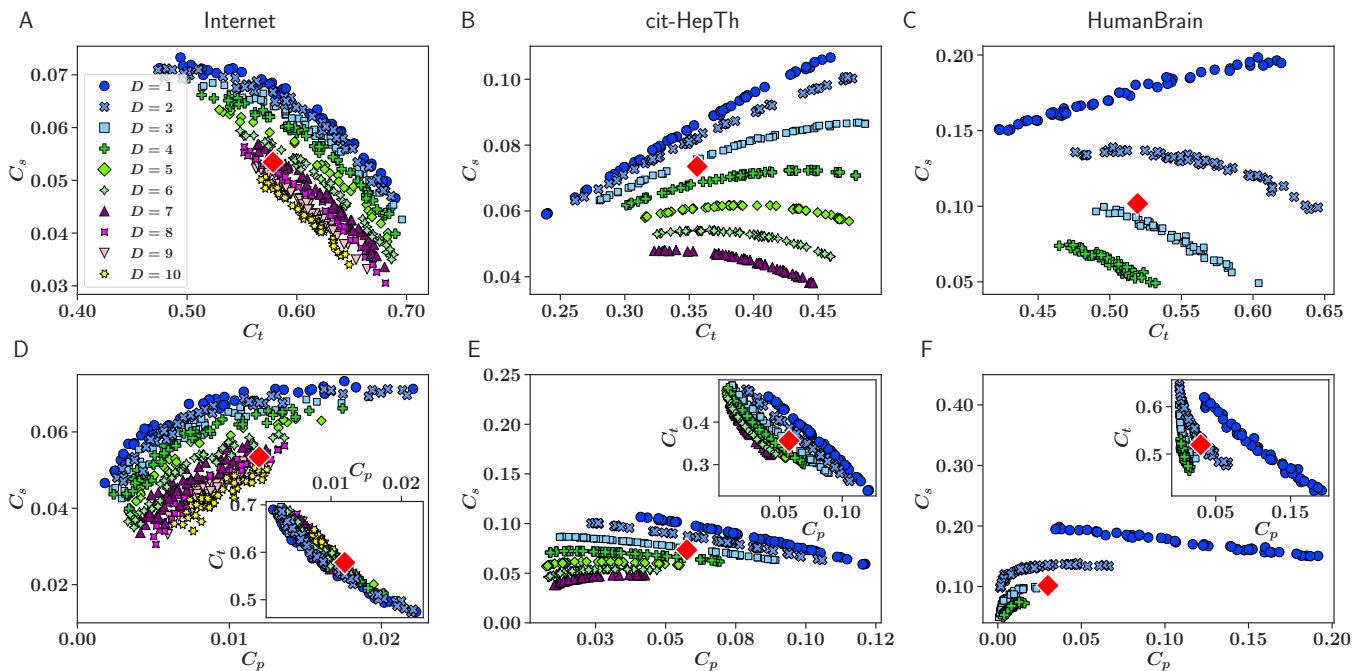 A Internet
B cit-HepTh
C HumanBrain
0.07
0.06
0.05
0.04
0.03
C_s
D = 1
D = 2
D = 3
D = 4
D = 5
D = 6
D = 7
D = 8
D = 9
D = 10
0.40 0.50 0.60 0.70
C_t
0.10
0.08
0.06
0.04
C_s
0.25 0.30 0.35 0.40 0.45
C_t
0.20
0.15
0.10
0.05
C_s
0.45 0.50 0.55 0.60 0.65
C_t
D
0.06
0.04
0.02
0.00
C_s
0.00 0.01 0.02
C_p
C_p
0.01 0.02
0.7
0.6
0.5
C_t
E
0.25
0.20
0.15
0.10
0.05
0.00
C_s
0.03 0.05 0.08 0.10 0.12
C_p
0.4
0.3
C_t
0.05 0.10
C_p
F
0.40
0.30
0.20
0.10
C_s
0.00 0.05 0.10 0.15 0.20
C_p
0.6
0.5
C_t
0.05 0.15
C_p